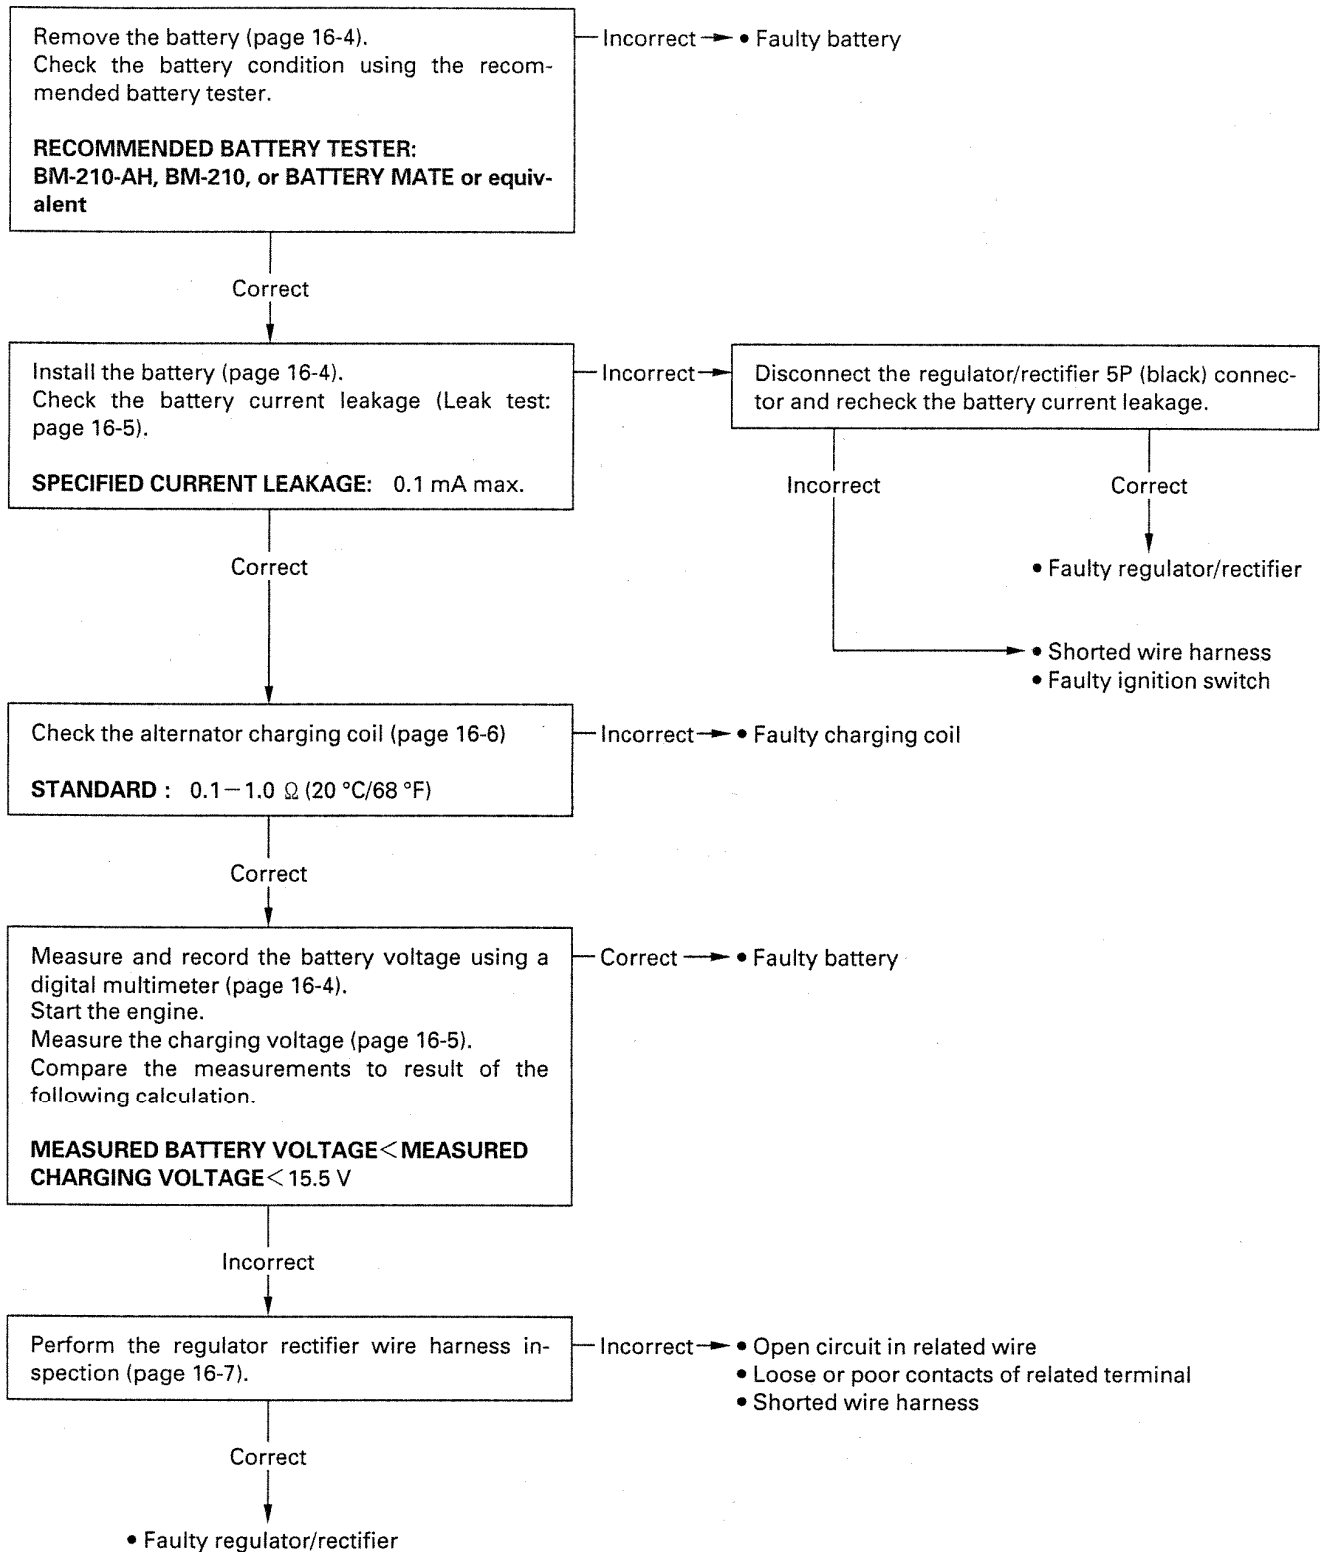 Remove the battery (page 16-4).
Check the battery condition using the recom-
mended battery tester.
RECOMMENDED BATTERY TESTER:
BM-210-AH, BM-210, or BATTERY MATE or equiv-
alent
Incorrect
• Faulty battery
Correct
Install the battery (page 16-4).
Check the battery current leakage (Leak test:
page 16-5).
SPECIFIED CURRENT LEAKAGE: 0.1 mA max.
Incorrect
Disconnect the regulator/rectifier 5P (black) connec-
tor and recheck the battery current leakage.
Incorrect
Correct
• Faulty regulator/rectifier
• Shorted wire harness
• Faulty ignition switch
Correct
Check the alternator charging coil (page 16-6)
STANDARD : 0.1－1.0 Ω (20 °C/68 °F)
Incorrect
• Faulty charging coil
Correct
Measure and record the battery voltage using a
digital multimeter (page 16-4).
Start the engine.
Measure the charging voltage (page 16-5).
Compare the measurements to result of the
following calculation.
MEASURED BATTERY VOLTAGE＜MEASURED
CHARGING VOLTAGE＜15.5 V
Correct
• Faulty battery
Incorrect
Perform the regulator rectifier wire harness in-
spection (page 16-7).
Incorrect
• Open circuit in related wire
• Loose or poor contacts of related terminal
• Shorted wire harness
Correct
• Faulty regulator/rectifier